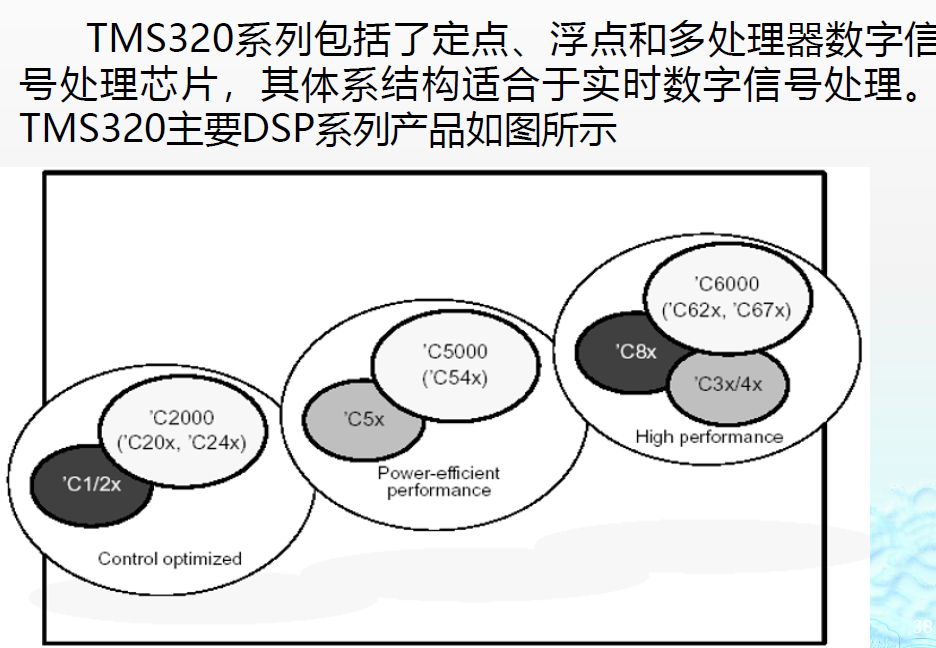 TMS320系列包括了定点、浮点和多处理器数字信
号处理芯片，其体系结构适合于实时数字信号处理。
TMS320主要DSP系列产品如图所示
'C6000
('C62x, 'C67x)
'C8x
'C3x/4x
High performance
'C5000
('C54x)
'C5x
Power-efficient
performance
'C2000
('C20x, 'C24x)
'C1/2x
Control optimized
38